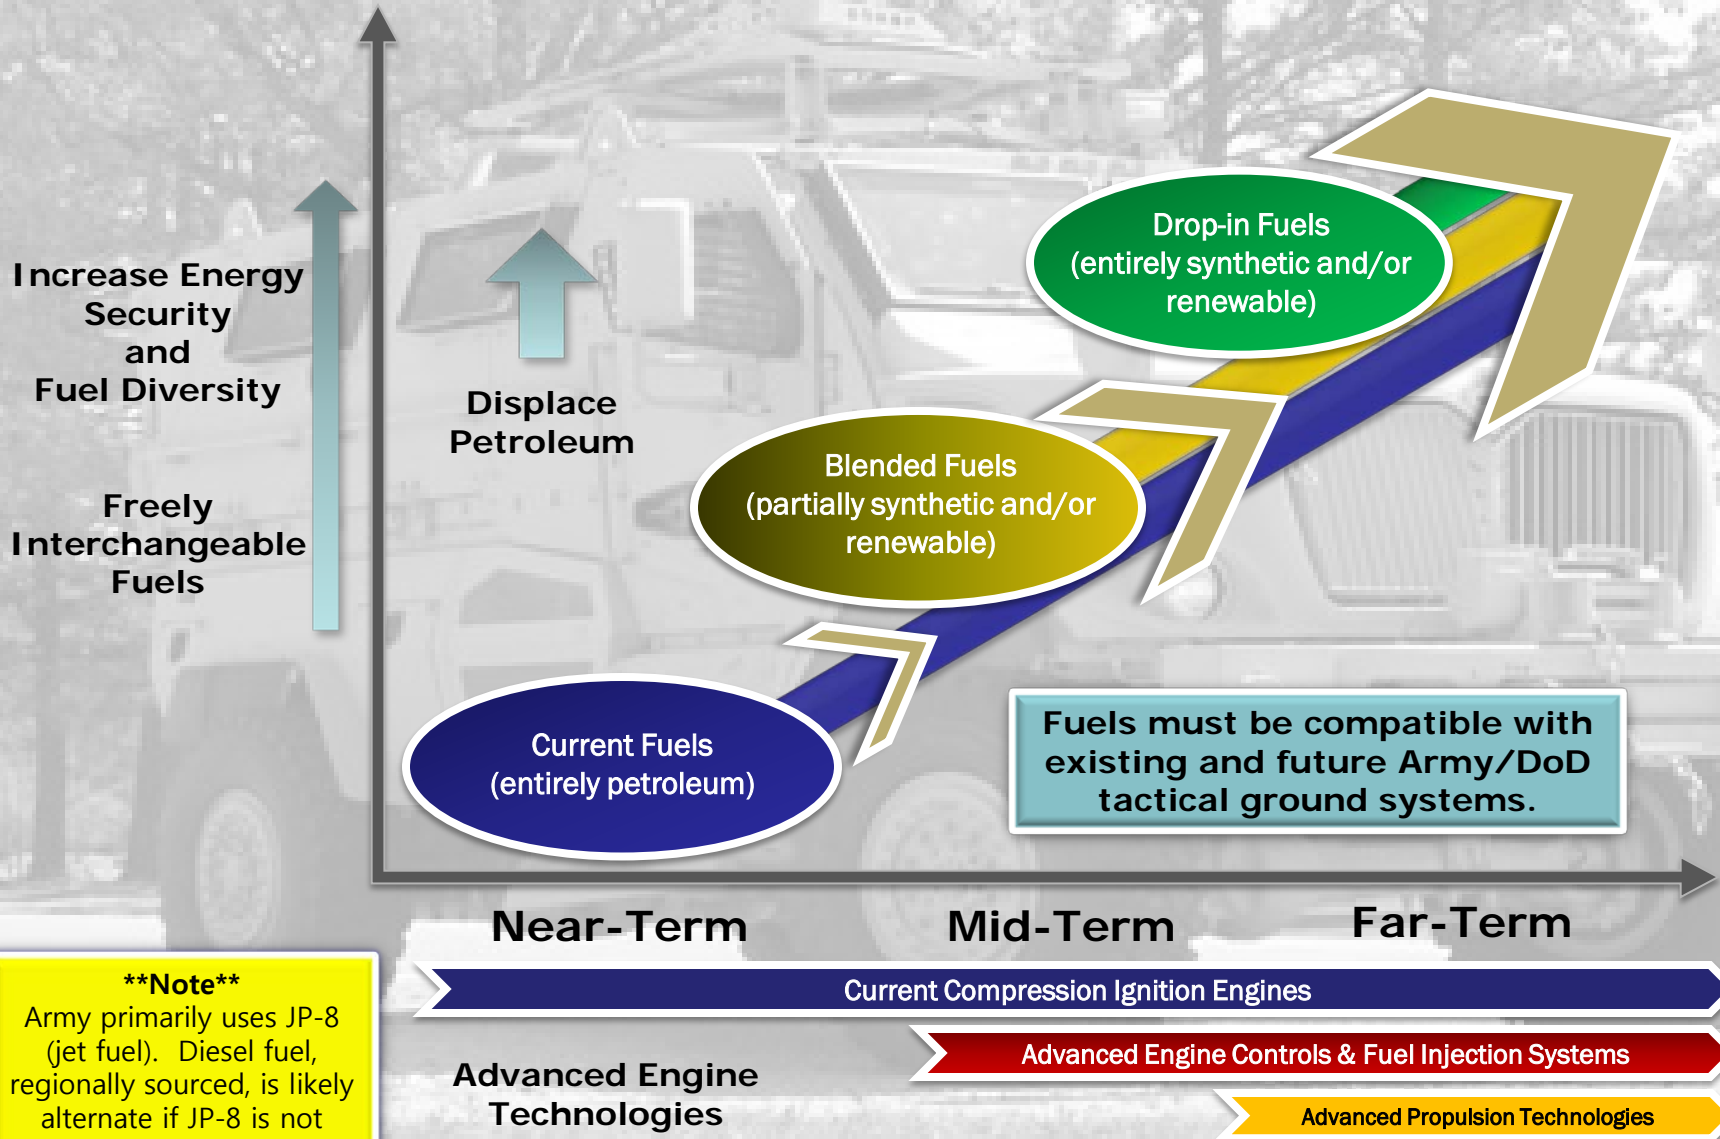 Increase Energy
Security
and
Fuel Diversity
Freely
Interchangeable
Fuels
Displace
Petroleum
Drop-in Fuels
(entirely synthetic and/or
renewable)
Blended Fuels
(partially synthetic and/or
renewable)
Current Fuels
(entirely petroleum)
Fuels must be compatible with
existing and future Army/DoD
tactical ground systems.
Near-Term
Mid-Term
Far-Term
**Note**
Army primarily uses JP-8
(jet fuel). Diesel fuel,
regionally sourced, is likely
alternate if JP-8 is not
Current Compression Ignition Engines
Advanced Engine
Technologies
Advanced Engine Controls & Fuel Injection Systems
Advanced Propulsion Technologies